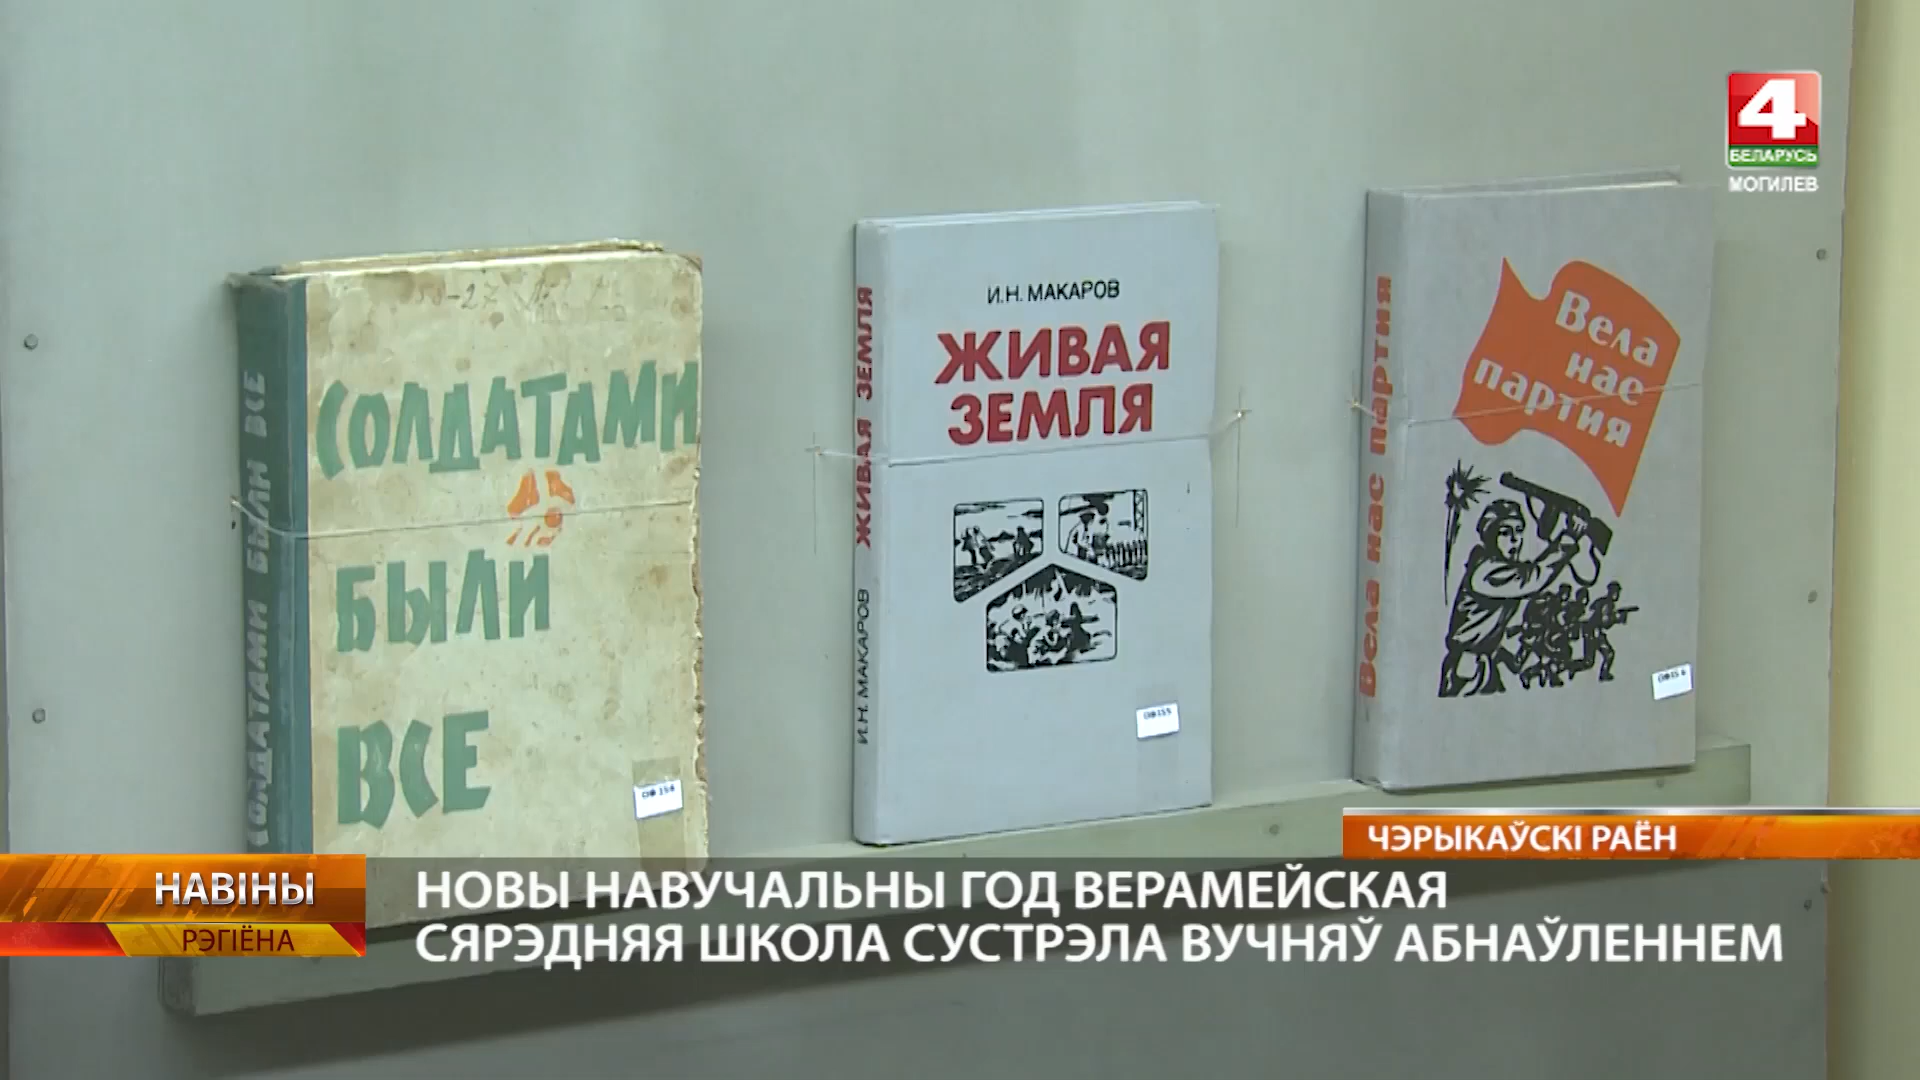 4
БЕЛАРУСЬ
МОГИЛЕВ
СОЛДАТАМИ БЫЛИ ВСЕ
СОЛДАТАМИ
БЫЛИ
ВСЕ
И.Н. МАКАРОВ ЖИВАЯ ЗЕМЛЯ
И.Н. МАКАРОВ
ЖИВАЯ
ЗЕМЛЯ
Вела нас партия
Вела
нас
партия
ЧЭРЫКАЎСКІ РАЁН
НАВІНЫ
РЭГІЁНА
НОВЫ НАВУЧАЛЬНЫ ГОД ВЕРАМЕЙСКАЯ
СЯРЭДНЯЯ ШКОЛА СУСТРЭЛА ВУЧНЯЎ АБНАЎЛЕННЕМ